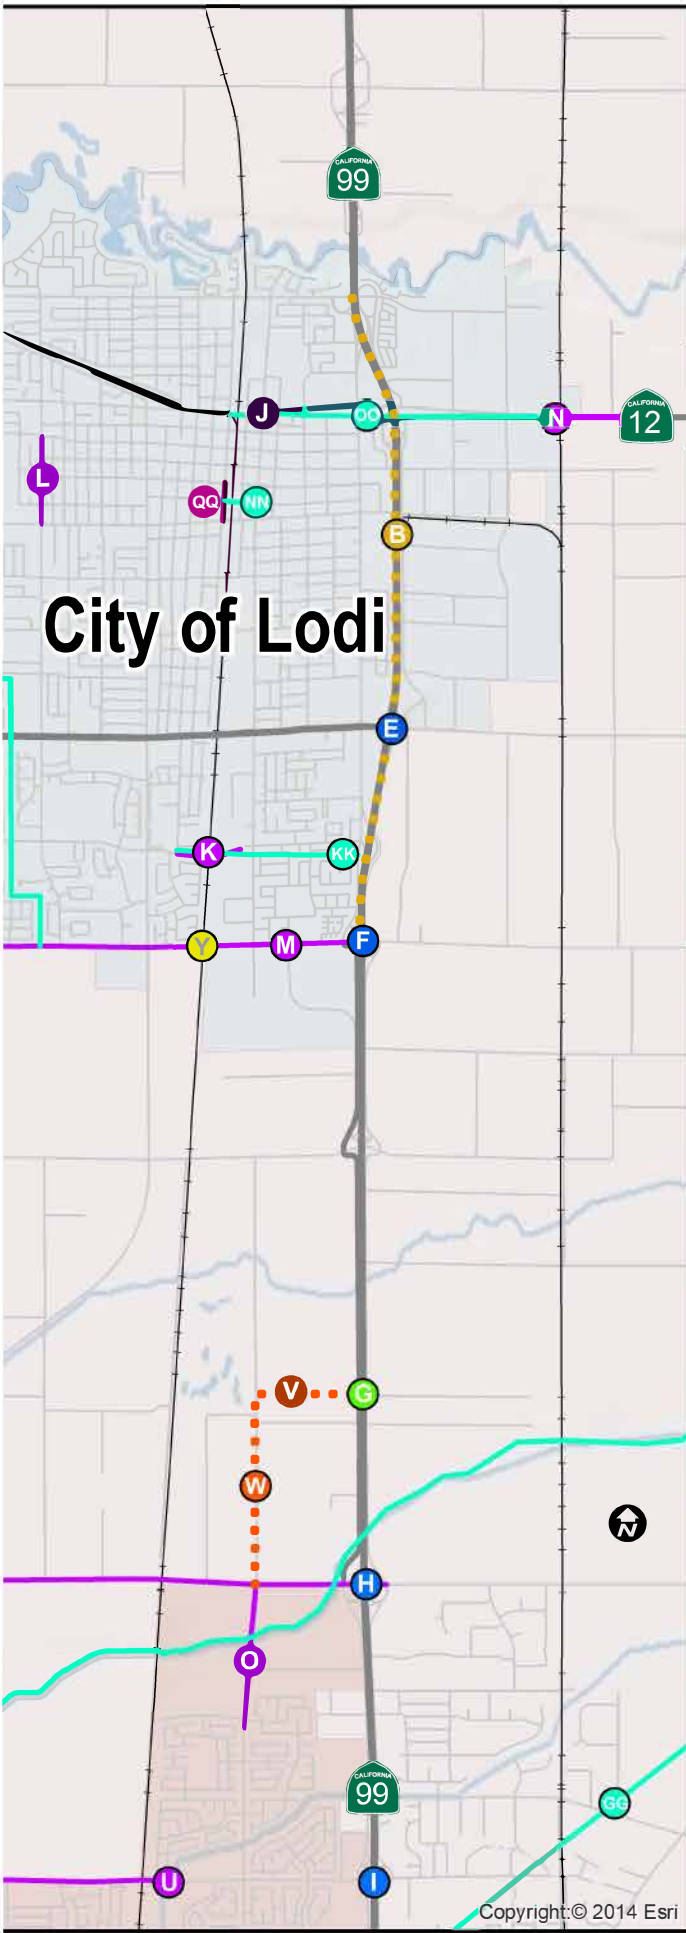 CALIFORNIA
99
J
OO
N
CALIFORNIA
12
L
QQ
NN
B
City of Lodi
E
K
KK
Y
M
F
V
G
W
N
H
O
CALIFORNIA
99
GG
U
I
Copyright:© 2014 Esri